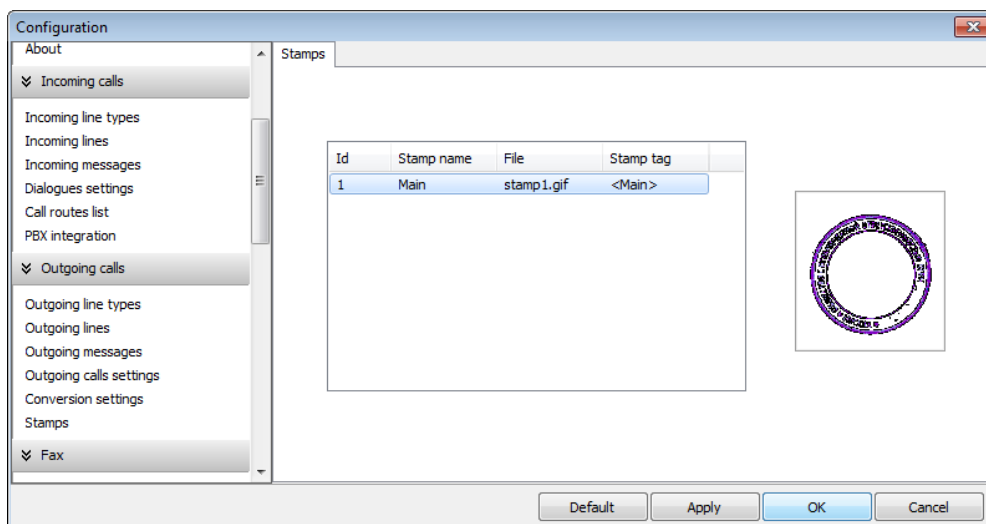 Configuration
About
Incoming calls
Incoming line types
Incoming lines
Incoming messages
Dialogues settings
Call routes list
PBX integration
Outgoing calls
Outgoing line types
Outgoing lines
Outgoing messages
Outgoing calls settings
Conversion settings
Stamps
Fax
Stamps
Id Stamp name File Stamp tag
1 Main stamp1.gif <Main>
Default Apply OK Cancel